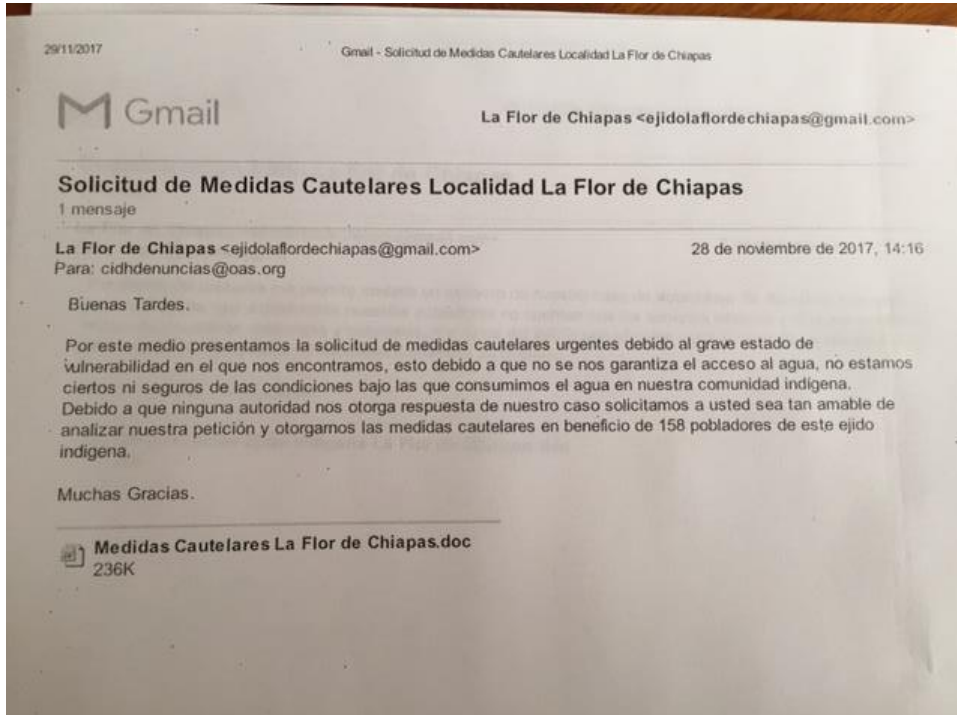 29/11/2017
Gmail - Solicitud de Medidas Cautelares Localidad La Flor de Chiapas
Gmail
La Flor de Chiapas <ejidolaflordechiapas@gmail.com>
Solicitud de Medidas Cautelares Localidad La Flor de Chiapas
1 mensaje
La Flor de Chiapas <ejidolaflordechiapas@gmail.com>
28 de noviembre de 2017, 14:16
Para: cidhdenuncias@oas.org
Buenas Tardes.
Por este medio presentamos la solicitud de medidas cautelares urgentes debido al grave estado de
vulnerabilidad en el que nos encontramos, esto debido a que no se nos garantiza el acceso al agua, no estamos
ciertos ni seguros de las condiciones bajo las que consumimos el agua en nuestra comunidad indígena.
Debido a que ninguna autoridad nos otorga respuesta de nuestro caso solicitamos a usted sea tan amable de
analizar nuestra petición y otorgarnos las medidas cautelares en beneficio de 158 pobladores de este ejido
indigena.
Muchas Gracias.
Medidas Cautelares La Flor de Chiapas.doc
236K